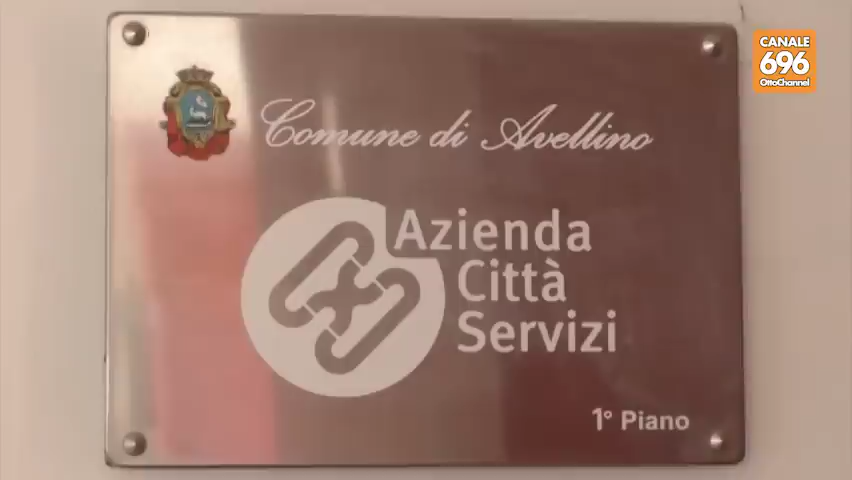 CANALE
696
OttoChannel
Comune di Avellino
Azienda
Città
Servizi
1° Piano